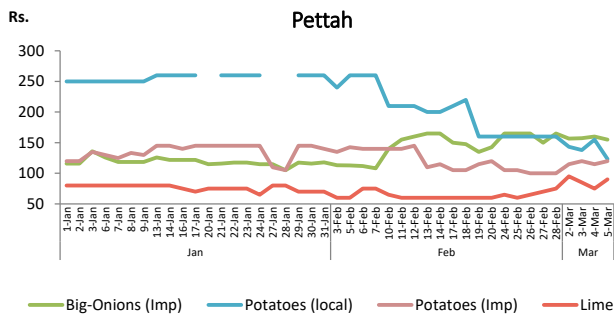 Rs.
Pettah
300
250
200
150
100
50
1-Jan
2-Jan
3-Jan
6-Jan
7-Jan
8-Jan
9-Jan
13-Jan
15-Jan
16-Jan
17-Jan
20-Jan
21-Jan
22-Jan
23-Jan
24-Jan
27-Jan
28-Jan
29-Jan
30-Jan
31-Jan
3-Feb
5-Feb
6-Feb
7-Feb
10-Feb
11-Feb
12-Feb
13-Feb
14-Feb
17-Feb
18-Feb
19-Feb
20-Feb
24-Feb
25-Feb
26-Feb
27-Feb
28-Feb
2-Mar
3-Mar
4-Mar
5-Mar
Jan Feb Mar
Big-Onions (Imp) Potatoes (local) Potatoes (Imp) Lime